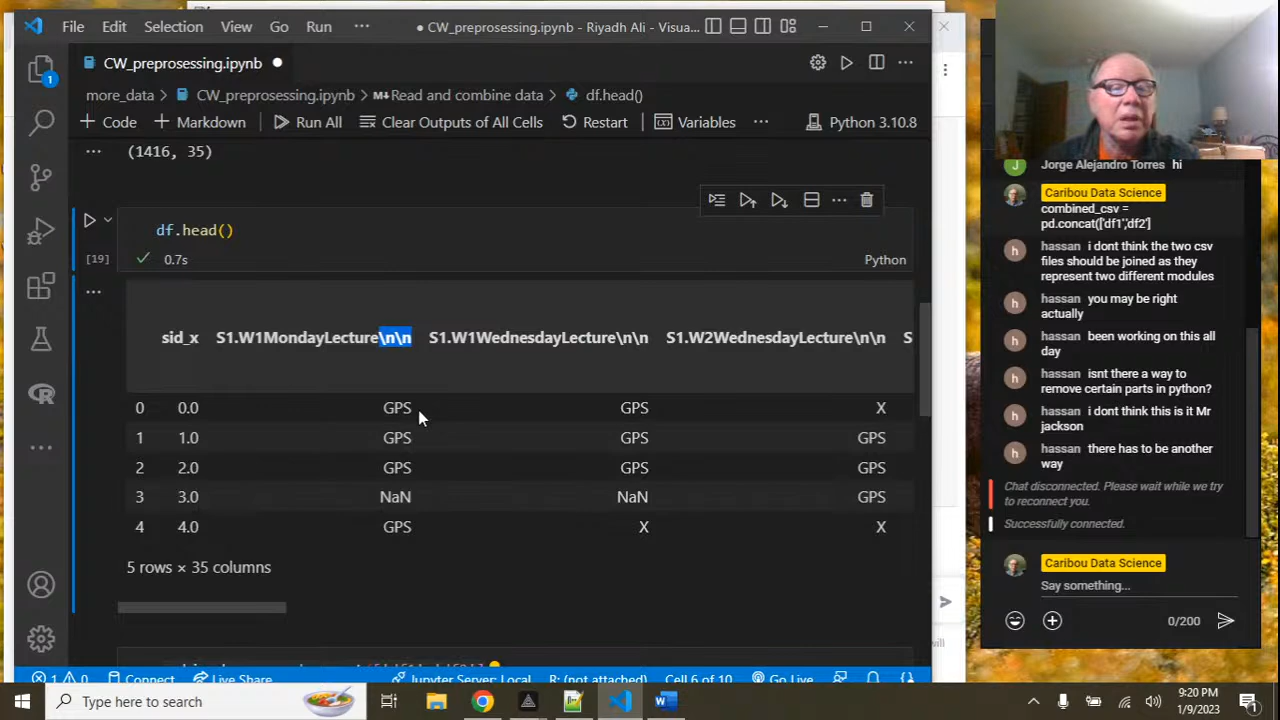 File Edit Selection View Go Run ··· ● CW_preprosessing.ipynb - Riyadh Ali - Visua...
CW_preprosessing.ipynb ●
more_data > CW_preprosessing.ipynb > M↓Read and combine data > df.head()
+ Code + Markdown Run All Clear Outputs of All Cells Restart Variables ··· Python 3.10.8
(1416, 35)
df.head()
[19] ✓ 0.7s Python
sid_x S1.W1MondayLecture\n\n S1.W1WednesdayLecture\n\n S1.W2WednesdayLecture\n\n S
0 0.0 GPS GPS X
1 1.0 GPS GPS GPS
2 2.0 GPS GPS GPS
3 3.0 NaN NaN GPS
4 4.0 GPS X X
5 rows × 35 columns
1 0 Connect Live Share Jupyter Server: Local R: (not attached) Cell 6 of 10 Go Live
1
J Jorge Alejandro Torres hi
Caribou Data Science
combined_csv =
pd.concat(['df1','df2']
h hassan i dont think the two csv
files should be joined as they
represent two different modules
h hassan you may be right
actually
h hassan been working on this all
day
h hassan isnt there a way to
remove certain parts in python?
h hassan i dont think this is it Mr
jackson
h hassan there has to be another
way
Chat disconnected. Please wait while we try
to reconnect you.
Successfully connected.
Caribou Data Science
Say something...
0/200
Type here to search
9:20 PM
1/9/2023
1